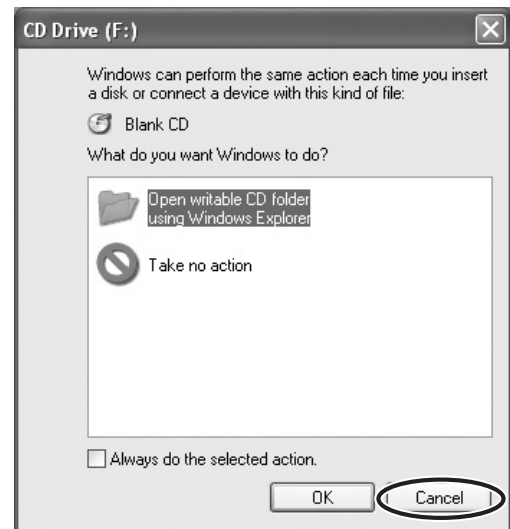 CD Drive (F:)
Windows can perform the same action each time you insert
a disk or connect a device with this kind of file:
Blank CD
What do you want Windows to do?
Open writable CD folder
using Windows Explorer
Take no action
Always do the selected action.
OK Cancel